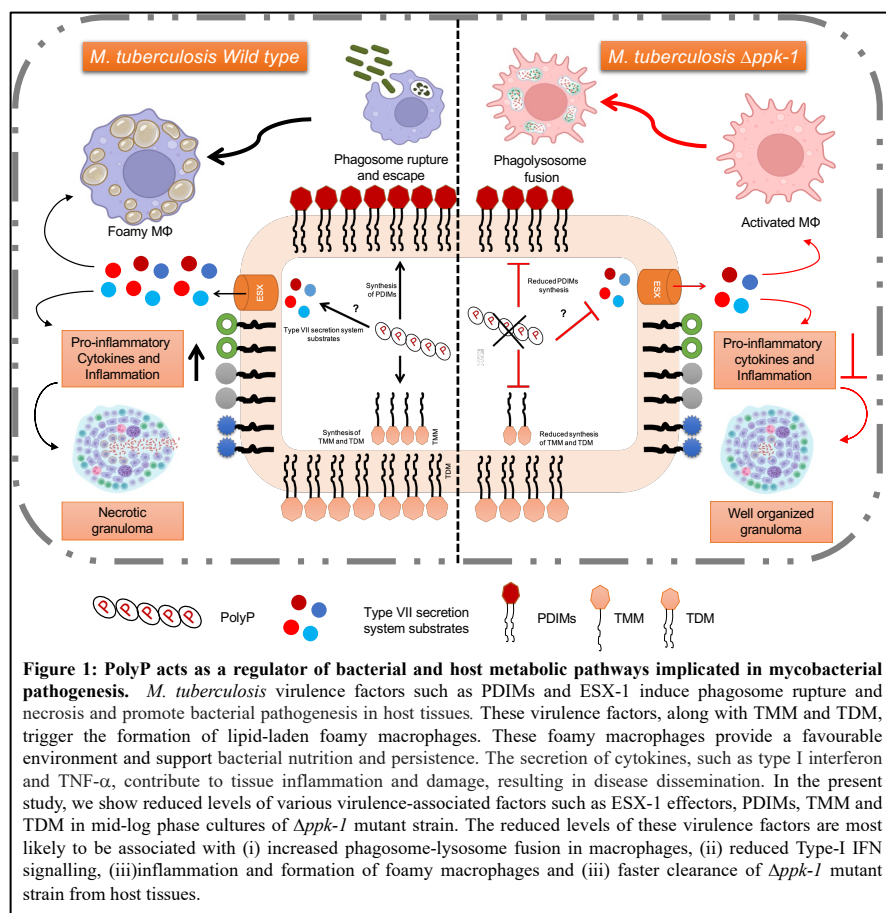 M. tuberculosis Wild type
M. tuberculosis Δppk-1
Phagosome rupture
and escape
Phagolysosome
fusion
Foamy MΦ
Activated MΦ
ESX
Synthesis
of PDIMs
?
Type VII secretion system
substrates
P P P P P
Reduced PDIMs
synthesis
?
P P P P
ESX
Pro-inflammatory
Cytokines and
Inflammation
Pro-inflammatory
cytokines and
Inflammation
Synthesis of
TMM and TDM
TMM
TDM
Reduced synthesis
of TMM and TDM
Necrotic
granuloma
Well organized
granuloma
P P P P P
PolyP
Type VII secretion
system substrates
PDIMs
TMM
TDM
Figure 1: PolyP acts as a regulator of bacterial and host metabolic pathways implicated in mycobacterial
pathogenesis. M. tuberculosis virulence factors such as PDIMs and ESX-1 induce phagosome rupture and
necrosis and promote bacterial pathogenesis in host tissues. These virulence factors, along with TMM and TDM,
trigger the formation of lipid-laden foamy macrophages. These foamy macrophages provide a favourable
environment and support bacterial nutrition and persistence. The secretion of cytokines, such as type I interferon
and TNF-α, contribute to tissue inflammation and damage, resulting in disease dissemination. In the present
study, we show reduced levels of various virulence-associated factors such as ESX-1 effectors, PDIMs, TMM and
TDM in mid-log phase cultures of Δppk-1 mutant strain. The reduced levels of these virulence factors are most
likely to be associated with (i) increased phagosome-lysosome fusion in macrophages, (ii) reduced Type-I IFN
signalling, (iii)inflammation and formation of foamy macrophages and (iii) faster clearance of Δppk-1 mutant
strain from host tissues.